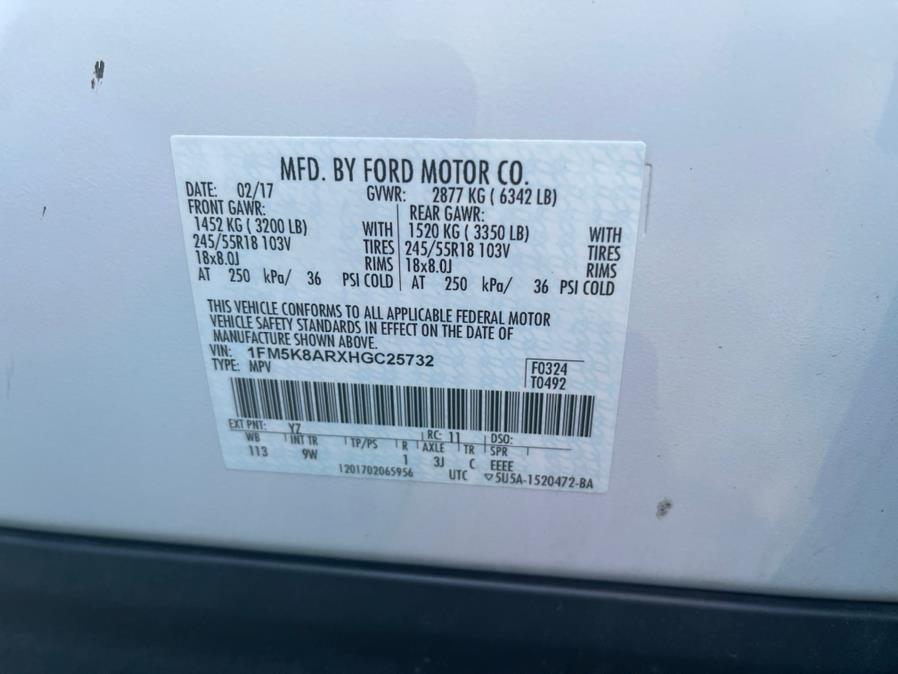 MFD. BY FORD MOTOR CO.
DATE: 02/17 GVWR: 2877 KG ( 6342 LB)
FRONT GAWR: REAR GAWR:
1452 KG ( 3200 LB) WITH 1520 KG ( 3350 LB) WITH
245/55R18 103V TIRES 245/55R18 103V TIRES
18x8.0J RIMS 18x8.0J RIMS
AT 250 kPa/ 36 PSI COLD AT 250 kPa/ 36 PSI COLD
THIS VEHICLE CONFORMS TO ALL APPLICABLE FEDERAL MOTOR
VEHICLE SAFETY STANDARDS IN EFFECT ON THE DATE OF
MANUFACTURE SHOWN ABOVE.
VIN: 1FM5K8ARXHGC25732 F0324
TYPE: MPV T0492
EXT PNT: YZ RC: 11 DSO:
WB INT TR TP/PS R AXLE TR SPR
113 9W 1 3J C EEEE
1201702065956 UTC ▽5U5A-1520472-BA